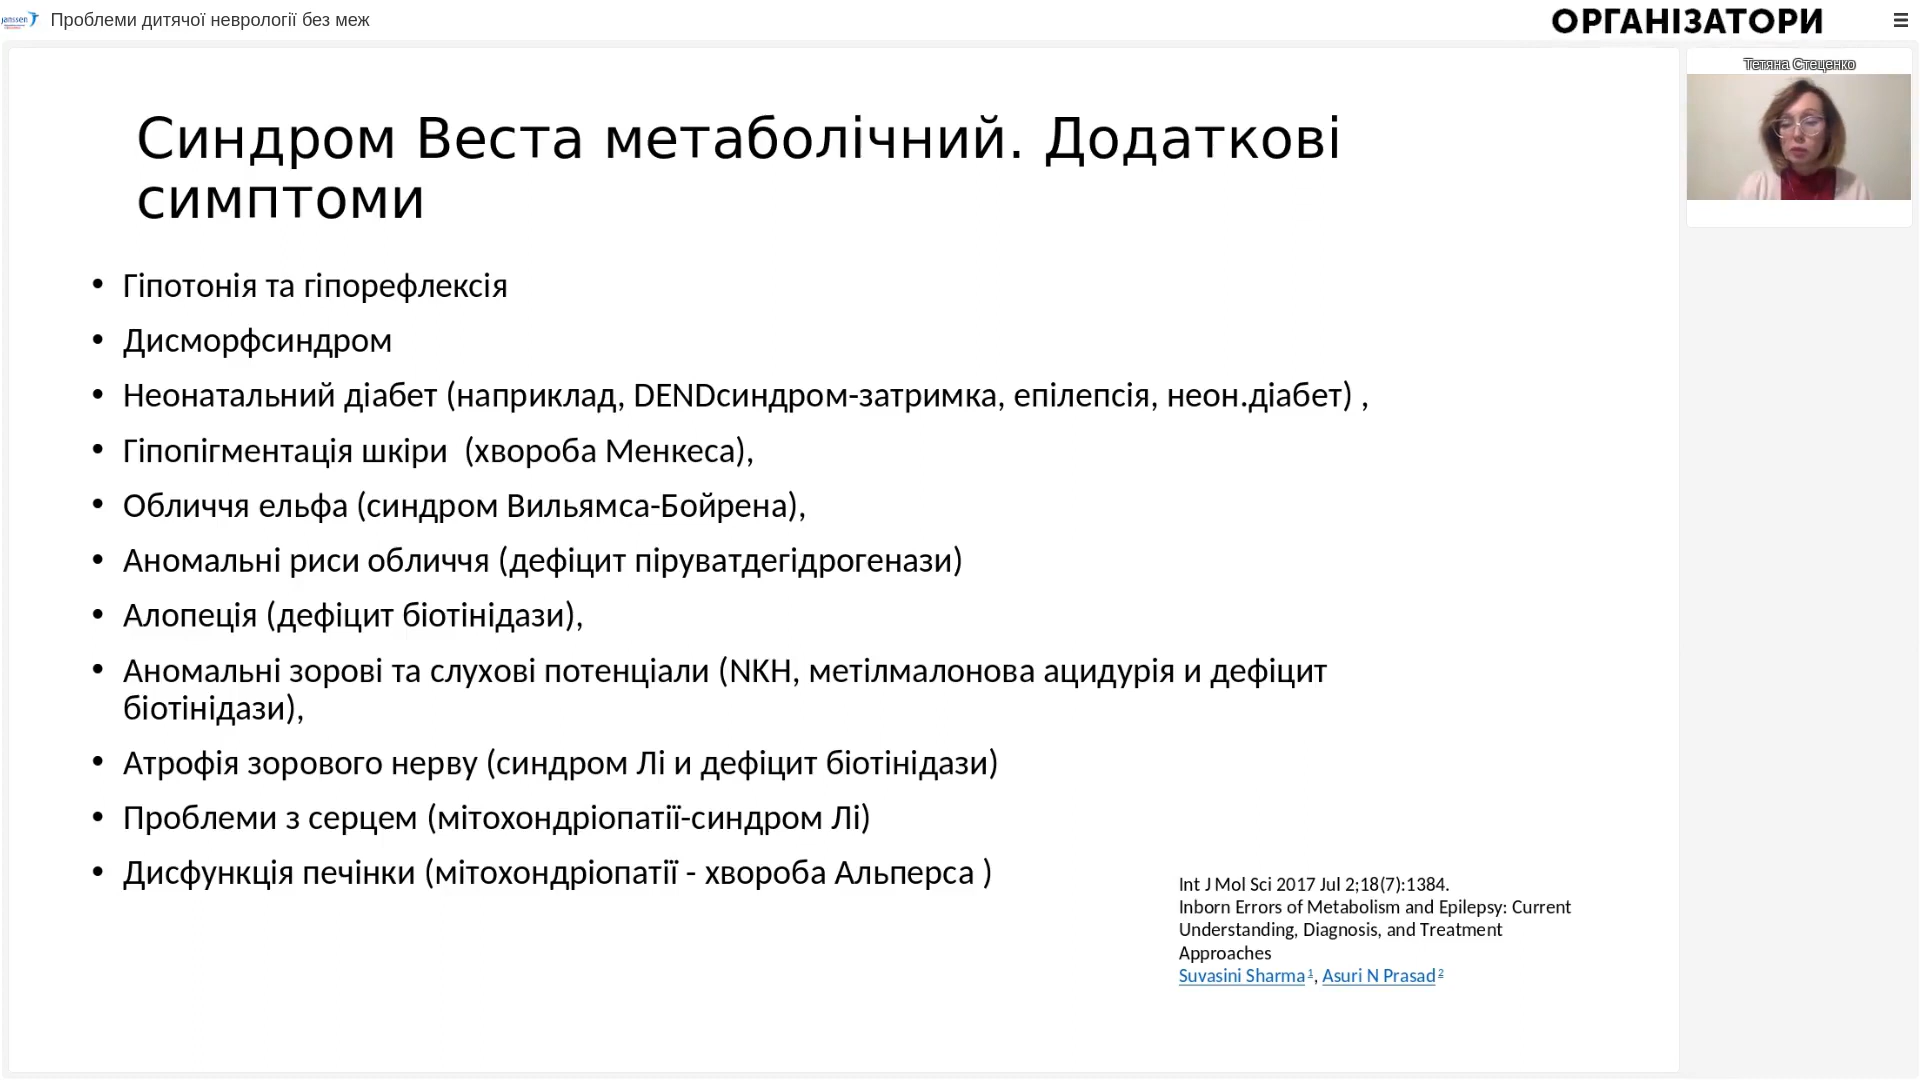 janssen
Проблеми дитячої неврології без меж
ОРГАНІЗАТОРИ
Тетяна Стеценко
Синдром Веста метаболічний. Додаткові
симптоми
• Гіпотонія та гіпорефлексія
• Дисморфсиндром
• Неонатальний діабет (наприклад, DENDсиндром-затримка, епілепсія, неон.діабет) ,
• Гіпопігментація шкіри  (хвороба Менкеса),
• Обличчя ельфа (синдром Вильямса-Бойрена),
• Аномальні риси обличчя (дефіцит піруватдегідрогенази)
• Алопеція (дефіцит біотінідази),
• Аномальні зорові та слухові потенціали (NKH, метілмалонова ацидурія и дефіцит
біотінідази),
• Атрофія зорового нерву (синдром Лі и дефіцит біотінідази)
• Проблеми з серцем (мітохондріопатії-синдром Лі)
• Дисфункція печінки (мітохондріопатії - хвороба Альперса )
Int J Mol Sci 2017 Jul 2;18(7):1384.
Inborn Errors of Metabolism and Epilepsy: Current
Understanding, Diagnosis, and Treatment
Approaches
Suvasini Sharma 1, Asuri N Prasad 2